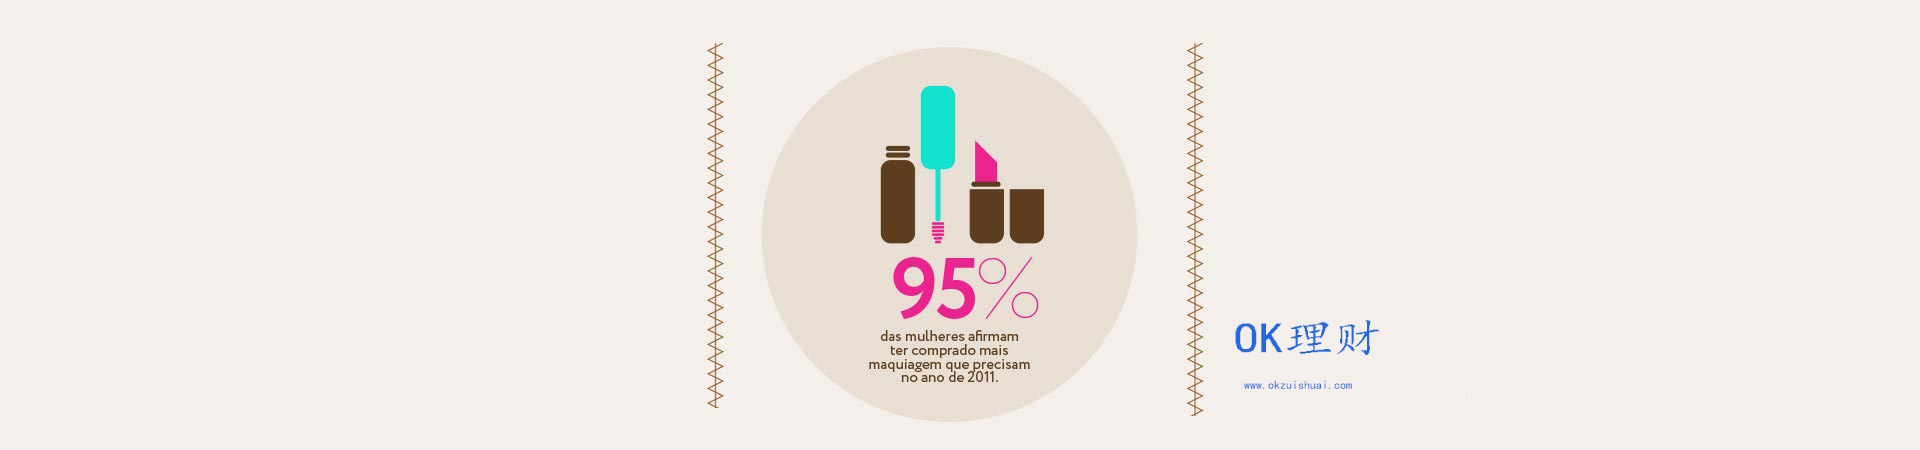 95%
das mulheres afirmam
ter comprado mais
maquiagem que precisam
no ano de 2011.
OK理财
www.okzuishuai.com